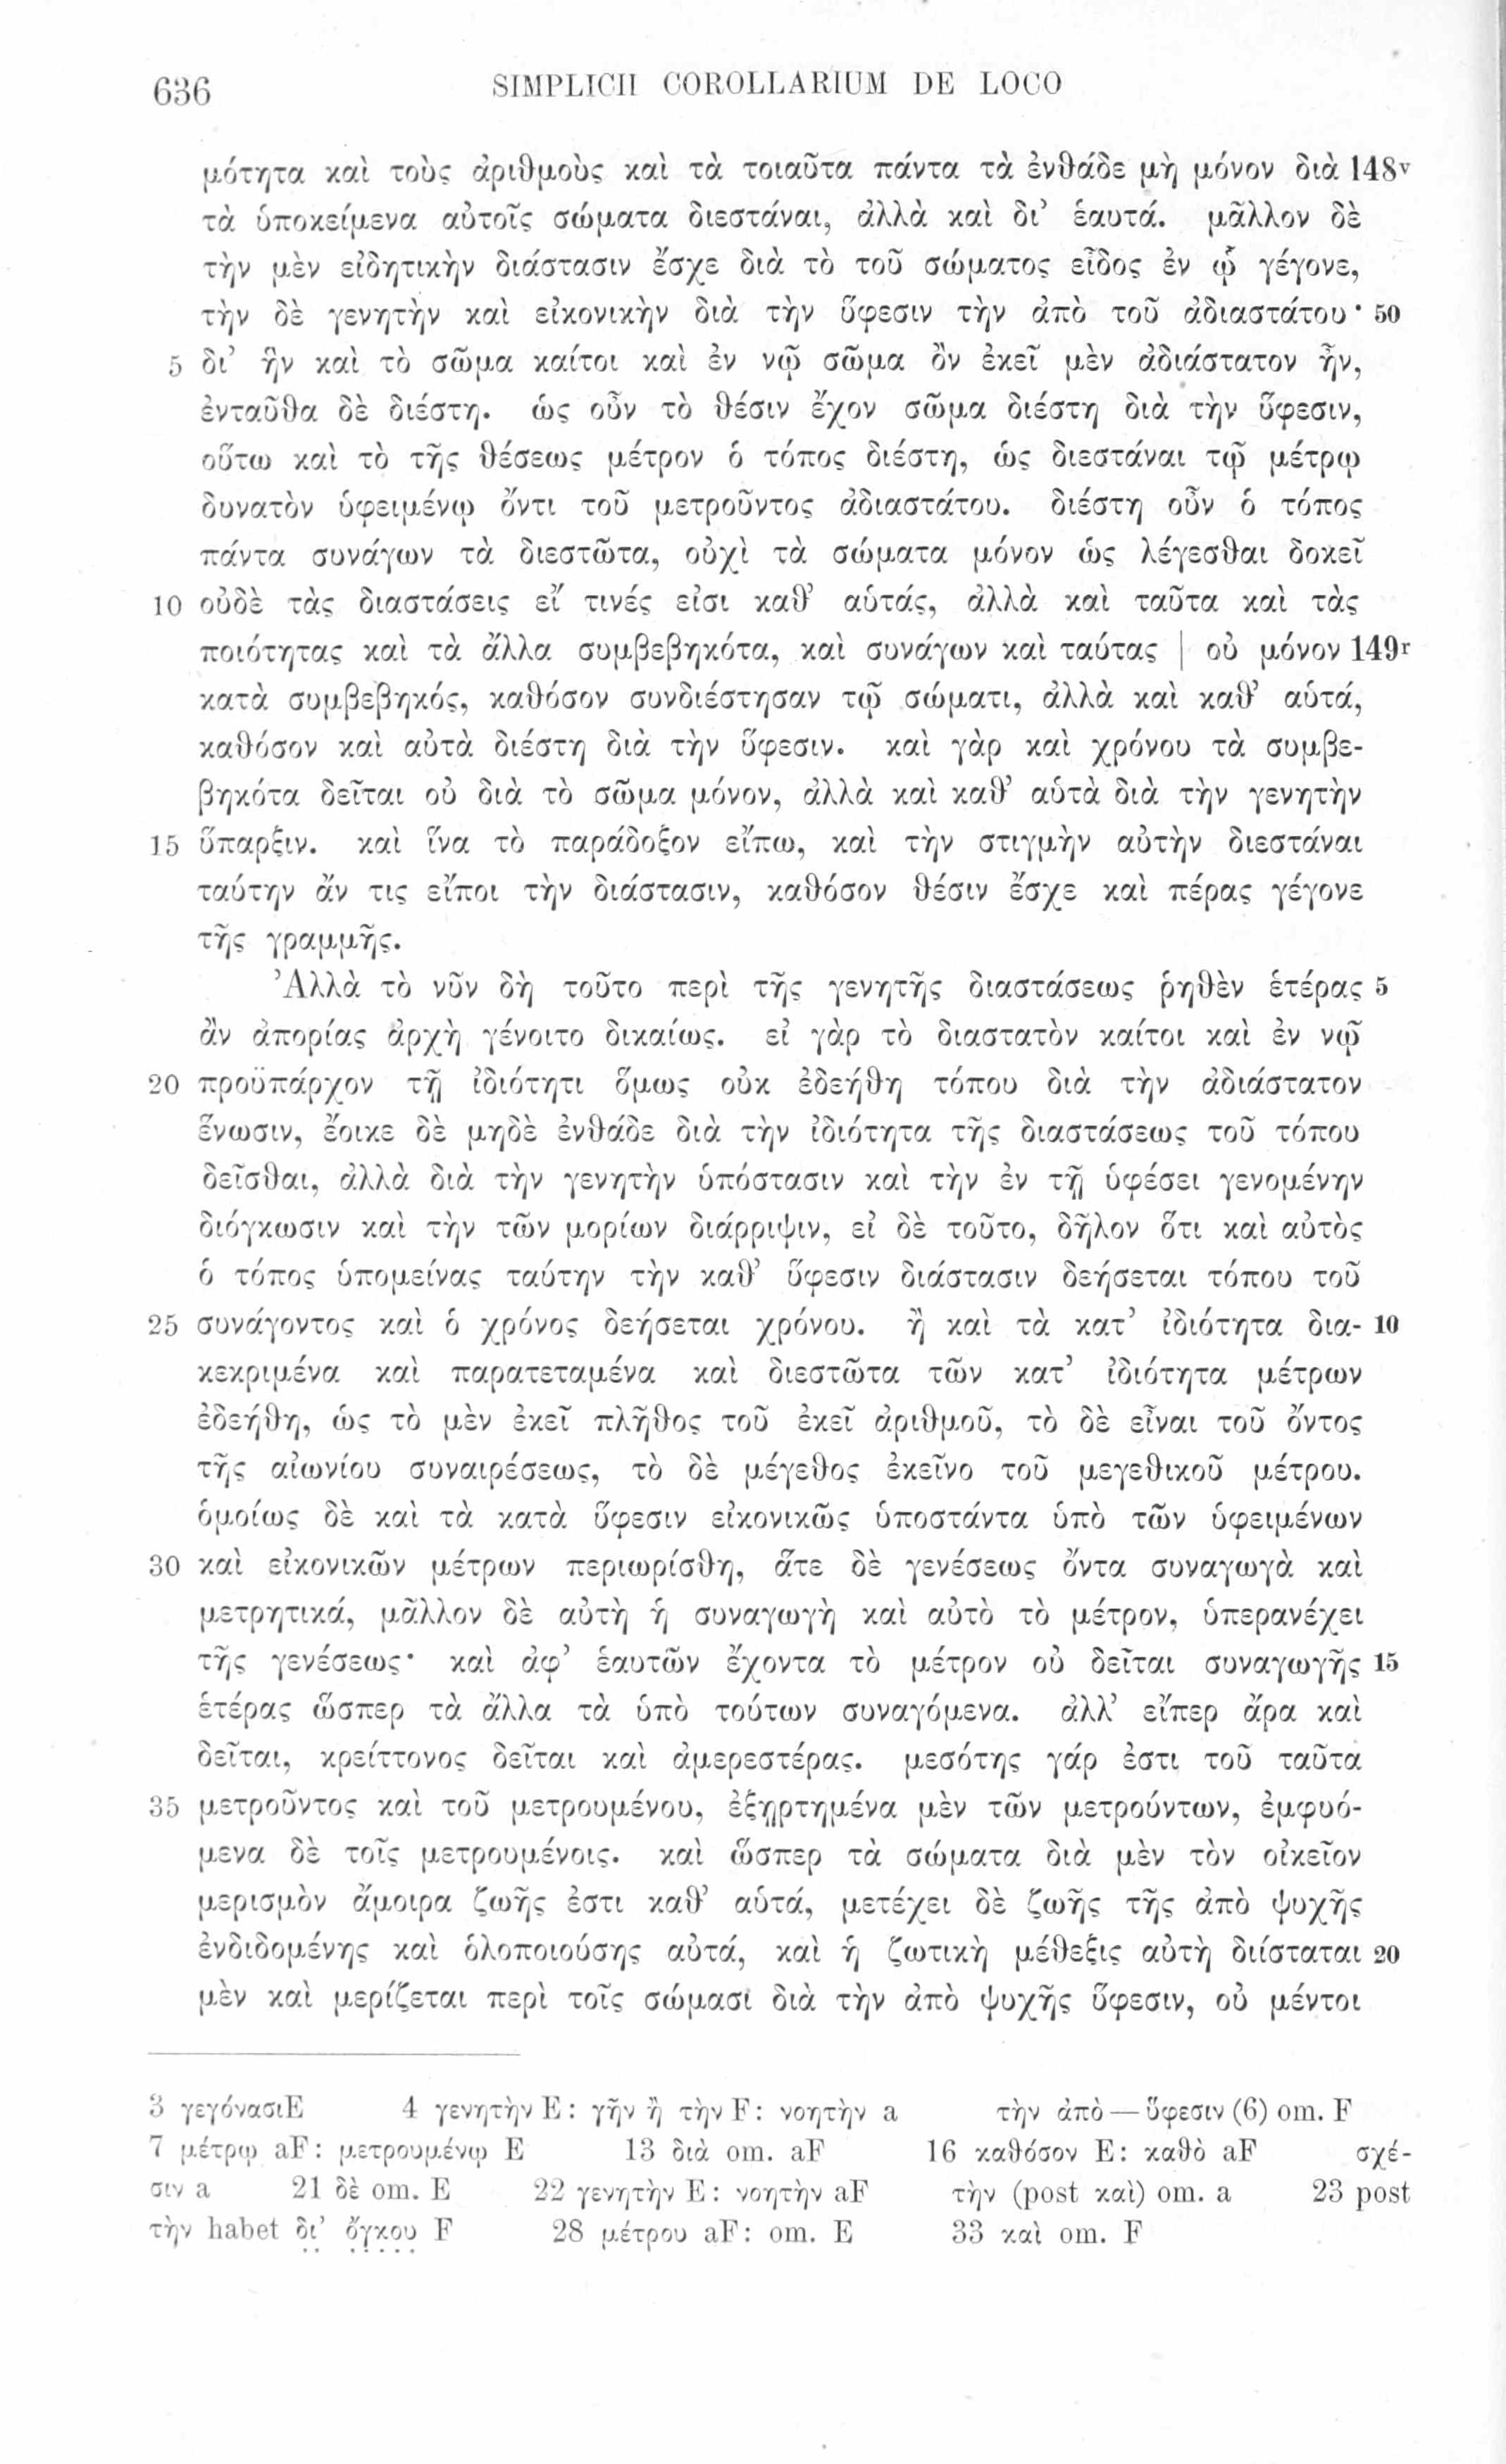 636 SIMPLICII COROLLARIUM DE LOCO
μότητα καὶ τοὺς ἀριθμοὺς καὶ τὰ τοιαῦτα πάντα τὰ ἐνθάδε μὴ μόνον διὰ 148v
τὰ ὑποκείμενα αὐτοῖς σώματα διεστάναι, ἀλλὰ καὶ δι’ ἑαυτά. μᾶλλον δὲ
τὴν μὲν εἰδητικὴν διάστασιν ἔσχε διὰ τὸ τοῦ σώματος εἶδος ἐν ᾧ γέγονε,
τὴν δὲ γενητὴν καὶ εἰκονικὴν διὰ τὴν ὕφεσιν τὴν ἀπὸ τοῦ ἀδιαστάτου· 50
5 δι’ ἣν καὶ τὸ σῶμα καίτοι καὶ ἐν νῷ σῶμα ὂν ἐκεῖ μὲν ἀδιάστατον ἦν,
ἐνταῦθα δὲ διέστη. ὡς οὖν τὸ θέσιν ἔχον σῶμα διέστη διὰ τὴν ὕφεσιν,
οὕτω καὶ τὸ τῆς θέσεως μέτρον ὁ τόπος διέστη, ὡς διεστάναι τῷ μέτρῳ
δυνατὸν ὑφειμένῳ ὄντι τοῦ μετροῦντος ἀδιαστάτου. διέστη οὖν ὁ τόπος
πάντα συνάγων τὰ διεστῶτα, οὐχὶ τὰ σώματα μόνον ὡς λέγεσθαι δοκεῖ
10 οὐδὲ τὰς διαστάσεις εἴ τινές εἰσι καθ’ αὑτάς, ἀλλὰ καὶ ταῦτα καὶ τὰς
ποιότητας καὶ τὰ ἄλλα συμβεβηκότα, καὶ συνάγων καὶ ταύτας | οὐ μόνον 149r
κατὰ συμβεβηκός, καθόσον συνδιέστησαν τῷ σώματι, ἀλλὰ καὶ καθ’ αὑτά,
καθόσον καὶ αὐτὰ διέστη διὰ τὴν ὕφεσιν. καὶ γὰρ καὶ χρόνου τὰ συμβε-
βηκότα δεῖται οὐ διὰ τὸ σῶμα μόνον, ἀλλὰ καὶ καθ’ αὑτὰ διὰ τὴν γενητὴν
15 ὕπαρξιν. καὶ ἵνα τὸ παράδοξον εἴπω, καὶ τὴν στιγμὴν αὐτὴν διεστάναι
ταύτην ἄν τις εἴποι τὴν διάστασιν, καθόσον θέσιν ἔσχε καὶ πέρας γέγονε
τῆς γραμμῆς.
Ἀλλὰ τὸ νῦν δὴ τοῦτο περὶ τῆς γενητῆς διαστάσεως ῥηθὲν ἑτέρας 5
ἂν ἀπορίας ἀρχὴ γένοιτο δικαίως. εἰ γὰρ τὸ διαστατὸν καίτοι καὶ ἐν νῷ
20 προϋπάρχον τῇ ἰδιότητι ὅμως οὐκ ἐδεήθη τόπου διὰ τὴν ἀδιάστατον
ἕνωσιν, ἔοικε δὲ μηδὲ ἐνθάδε διὰ τὴν ἰδιότητα τῆς διαστάσεως τοῦ τόπου
δεῖσθαι, ἀλλὰ διὰ τὴν γενητὴν ὑπόστασιν καὶ τὴν ἐν τῇ ὑφέσει γενομένην
διόγκωσιν καὶ τὴν τῶν μορίων διάρριψιν, εἰ δὲ τοῦτο, δῆλον ὅτι καὶ αὐτὸς
ὁ τόπος ὑπομείνας ταύτην τὴν καθ’ ὕφεσιν διάστασιν δεήσεται τόπου τοῦ
25 συνάγοντος καὶ ὁ χρόνος δεήσεται χρόνου. ἢ καὶ τὰ κατ’ ἰδιότητα δια- 10
κεκριμένα καὶ παρατεταμένα καὶ διεστῶτα τῶν κατ’ ἰδιότητα μέτρων
ἐδεήθη, ὡς τὸ μὲν ἐκεῖ πλῆθος τοῦ ἐκεῖ ἀριθμοῦ, τὸ δὲ εἶναι τοῦ ὄντος
τῆς αἰωνίου συναιρέσεως, τὸ δὲ μέγεθος ἐκεῖνο τοῦ μεγεθικοῦ μέτρου.
ὁμοίως δὲ καὶ τὰ κατὰ ὕφεσιν εἰκονικῶς ὑποστάντα ὑπὸ τῶν ὑφειμένων
30 καὶ εἰκονικῶν μέτρων περιωρίσθη, ἅτε δὲ γενέσεως ὄντα συναγωγὰ καὶ
μετρητικά, μᾶλλον δὲ αὐτὴ ἡ συναγωγὴ καὶ αὐτὸ τὸ μέτρον, ὑπερανέχει
τῆς γενέσεως· καὶ ἀφ’ ἑαυτῶν ἔχοντα τὸ μέτρον οὐ δεῖται συναγωγῆς 15
ἑτέρας ὥσπερ τὰ ἄλλα τὰ ὑπὸ τούτων συναγόμενα. ἀλλ’ εἴπερ ἄρα καὶ
δεῖται, κρείττονος δεῖται καὶ ἀμερεστέρας. μεσότης γάρ ἐστι τοῦ ταῦτα
35 μετροῦντος καὶ τοῦ μετρουμένου, ἐξῃρτημένα μὲν τῶν μετρούντων, ἐμφυό-
μενα δὲ τοῖς μετρουμένοις. καὶ ὥσπερ τὰ σώματα διὰ μὲν τὸν οἰκεῖον
μερισμὸν ἄμοιρα ζωῆς ἐστι καθ’ αὑτά, μετέχει δὲ ζωῆς τῆς ἀπὸ ψυχῆς
ἐνδιδομένης καὶ ὁλοποιούσης αὐτά, καὶ ἡ ζωτικὴ μέθεξις αὐτὴ διίσταται 20
μὲν καὶ μερίζεται περὶ τοῖς σώμασι διὰ τὴν ἀπὸ ψυχῆς ὕφεσιν, οὐ μέντοι
3 γεγόνασιE 4 γενητὴν E: γῆν ἢ τὴν F: νοητὴν a τὴν ἀπὸ — ὕφεσιν (6) om. F
7 μέτρῳ aF: μετρουμένῳ E 13 διὰ om. aF 16 καθόσον E: καθὸ aF σχέ-
σιν a 21 δὲ om. E 22 γενητὴν E: νοητὴν aF τὴν (post καὶ) om. a 23 post
τὴν habet δι’ ὄγκου F 28 μέτρου aF: om. E 33 καὶ om. F